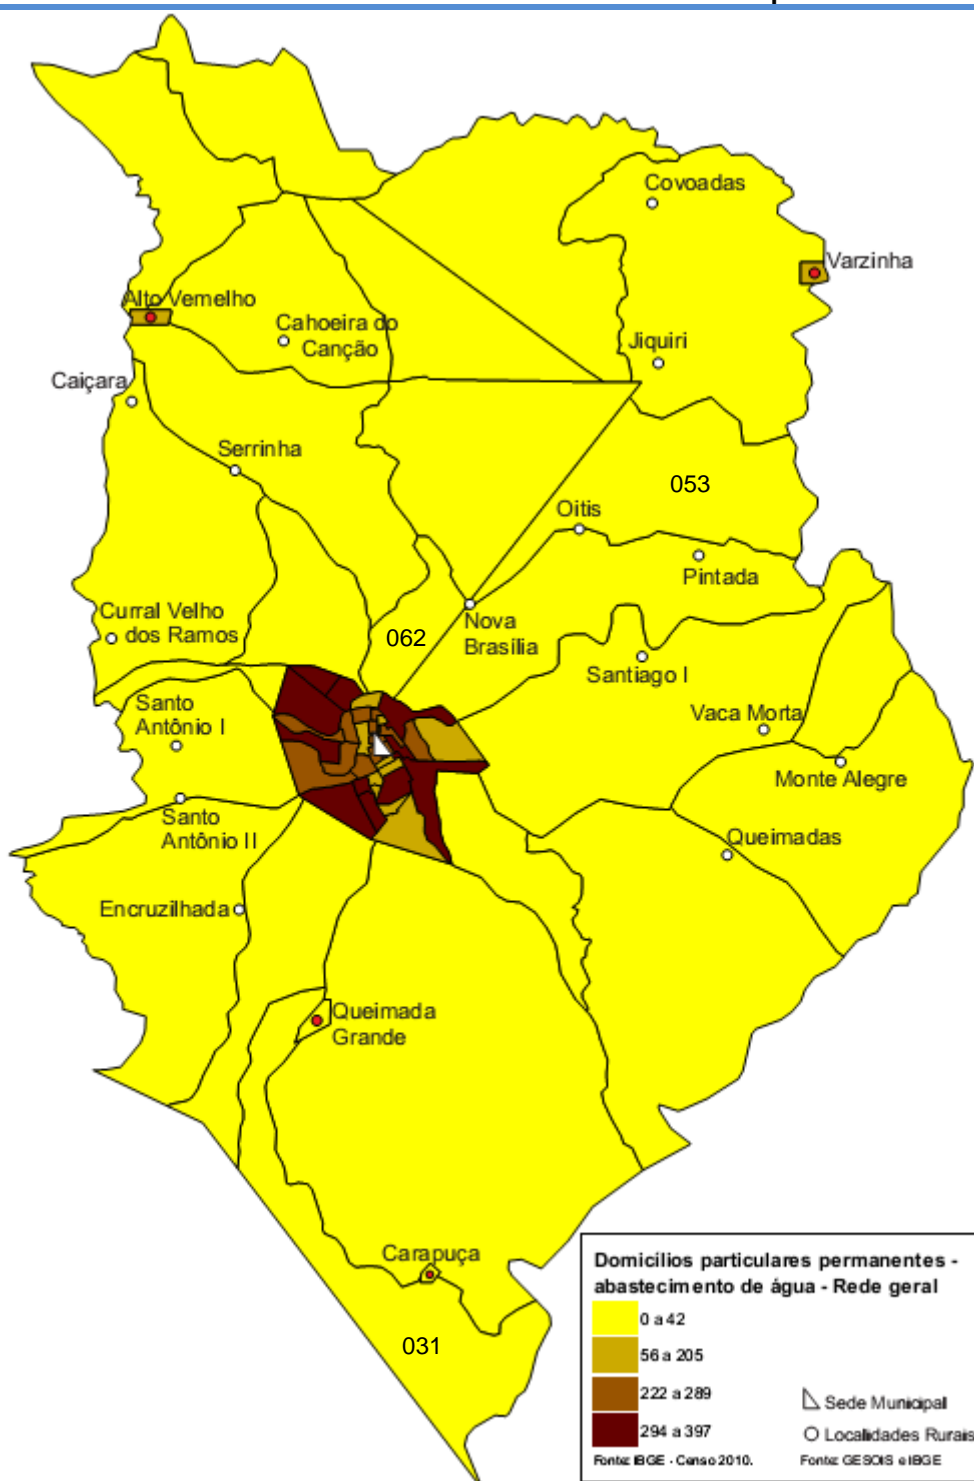 Covoadas
Varzinha
Alto Vemelho
Cahoeira do
Canção
Jiquiri
Caiçara
Serrinha
053
Oitis
Pintada
Curral Velho
dos Ramos
062
Nova
Brasília
Santiago I
Santo
Antônio I
Vaca Morta
Monte Alegre
Santo
Antônio II
Queimadas
Encruzilhada
Queimada
Grande
Carapuça
031
Domicílios particulares permanentes -
abastecimento de água - Rede geral
0 a 42
56 a 205
222 a 289
294 a 397
Sede Municipal
Localidades Rurais
Fonte: IBGE - Censo 2010.
Fonte: GESOIS e IBGE